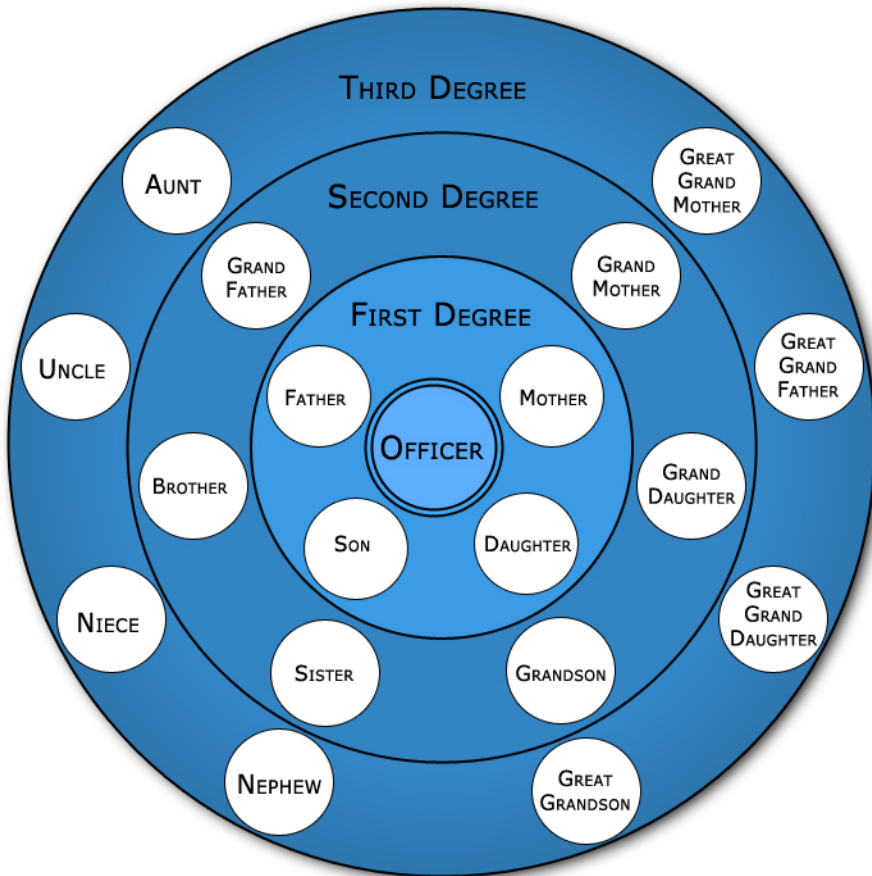 THIRD DEGREE
AUNT
GREAT
GRAND
MOTHER
SECOND DEGREE
GRAND
FATHER
GRAND
MOTHER
FIRST DEGREE
UNCLE
GREAT
GRAND
FATHER
FATHER
MOTHER
OFFICER
BROTHER
GRAND
DAUGHTER
SON
DAUGHTER
NIECE
GREAT
GRAND
DAUGHTER
SISTER
GRANDSON
NEPHEW
GREAT
GRANDSON